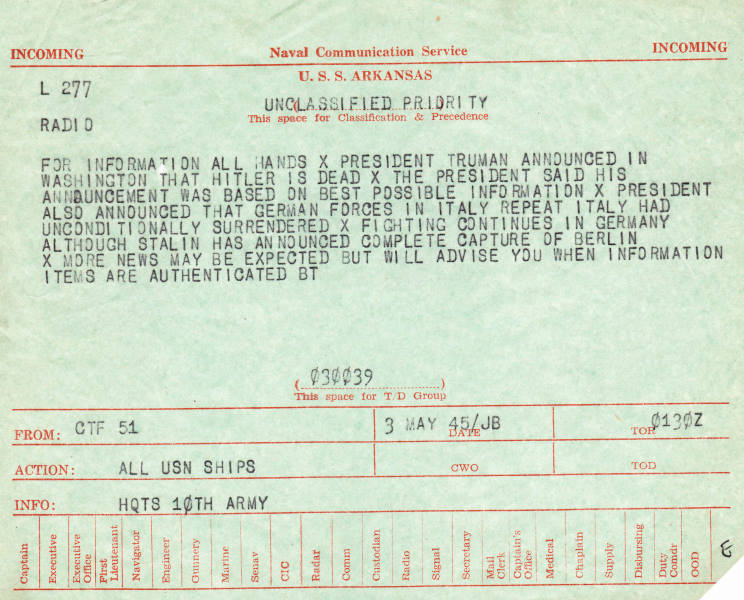 INCOMING Naval Communication Service INCOMING
U. S. S. ARKANSAS
L 277
UNCLASSIFIED PRIORITY
This space for Classification & Precedence
RADIO
FOR INFORMATION ALL HANDS X PRESIDENT TRUMAN ANNOUNCED IN
WASHINGTON THAT HITLER IS DEAD X THE PRESIDENT SAID HIS
ANNOUNCEMENT WAS BASED ON BEST POSSIBLE INFORMATION X PRESIDENT
ALSO ANNOUNCED THAT GERMAN FORCES IN ITALY REPEAT ITALY HAD
UNCONDITIONALLY SURRENDERED X FIGHTING CONTINUES IN GERMANY
ALTHOUGH STALIN HAS ANNOUNCED COMPLETE CAPTURE OF BERLIN
X MORE NEWS MAY BE EXPECTED BUT WILL ADVISE YOU WHEN INFORMATION
ITEMS ARE AUTHENTICATED BT
(Ø3ØØ39)
This space for T/D Group
FROM: CTF 51 3 MAY 45/JB DATE TOR Ø13ØZ
ACTION: ALL USN SHIPS CWO TOD
INFO: HQTS 1ØTH ARMY
Captain
Executive
Executive Office
First Lieutenant
Navigator
Engineer
Gunnery
Marine
Senav
CIC
Radar
Comm
Custodian
Radio
Signal
Secretary
Mail Clerk
Captain's Office
Medical
Chaplain
Supply
Disbursing
Duty Comdr
OOD